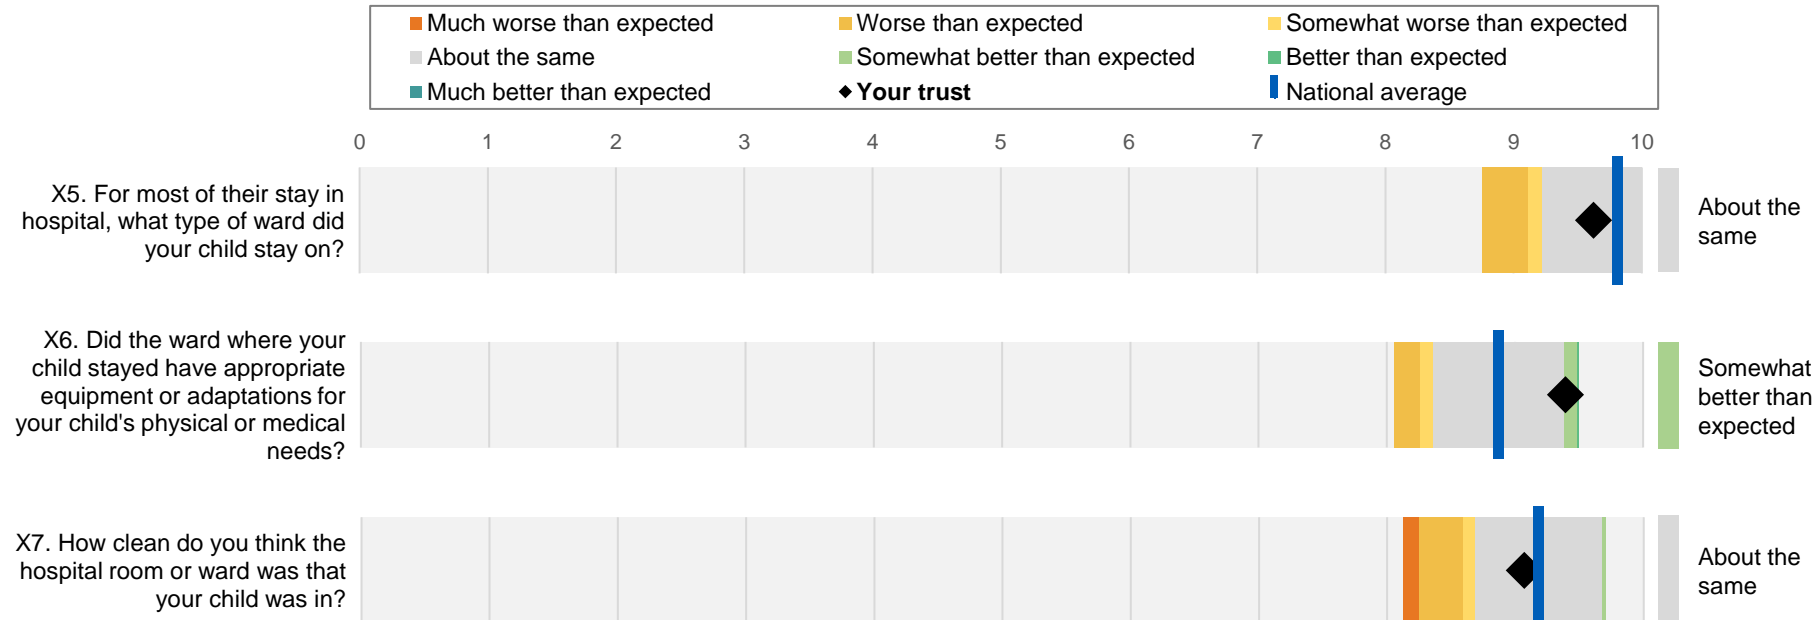 Much worse than expected
Worse than expected
Somewhat worse than expected
About the same
Somewhat better than expected
Better than expected
Much better than expected
Your trust
National average
0 1 2 3 4 5 6 7 8 9 10
X5. For most of their stay in
hospital, what type of ward did
your child stay on?
About the
same
X6. Did the ward where your
child stayed have appropriate
equipment or adaptations for
your child's physical or medical
needs?
Somewhat
better than
expected
X7. How clean do you think the
hospital room or ward was that
your child was in?
About the
same